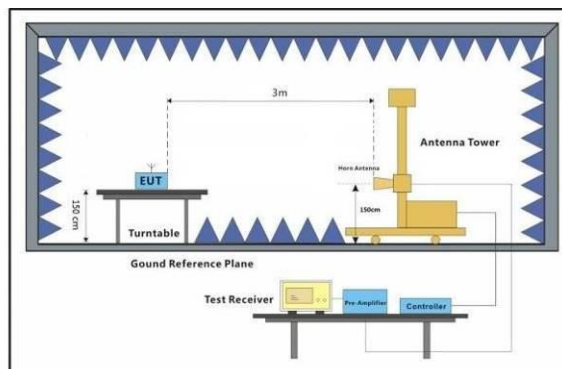 3m
Antenna Tower
Horn Antenna
EUT
150 cm
150cm
Turntable
Gound Reference Plane
Test Receiver
Pre-Amplifier
Controller